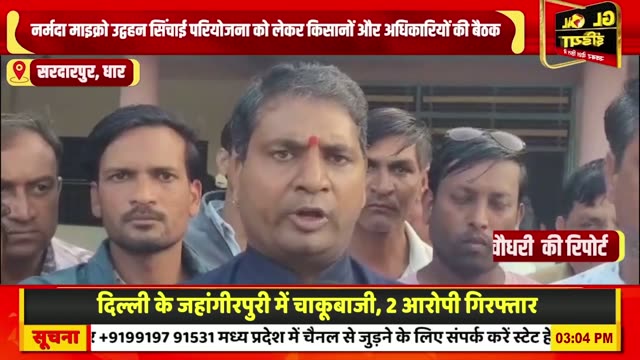 नर्मदा माइक्रो उद्वहन सिंचाई परियोजना को लेकर किसानों और अधिकारियों की बैठक
सरदारपुर, धार
चौधरी की रिपोर्ट
दिल्ली के जहांगीरपुरी में चाकूबाजी, 2 आरोपी गिरफ्तार
सूचना
र +9199197 91531 मध्य प्रदेश में चैनल से जुड़ने के लिए संपर्क करें स्टेट हे
03:04 PM